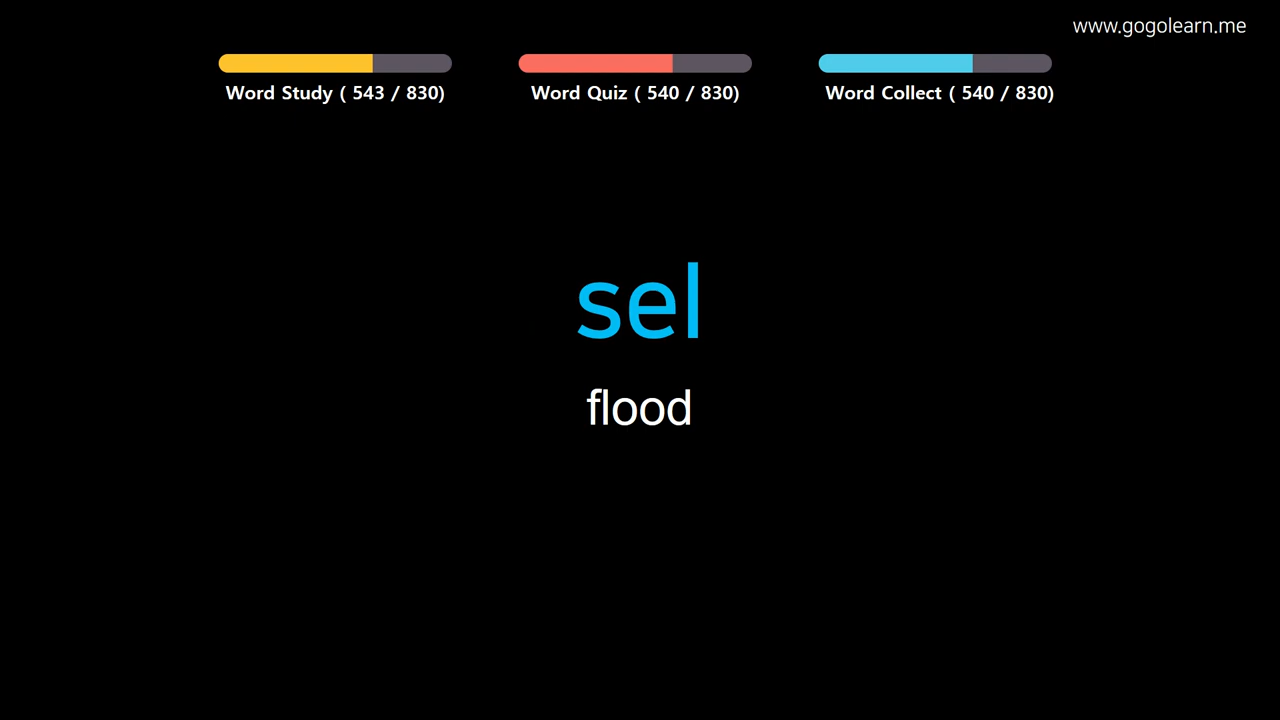 www.gogolearn.me
Word Study ( 543 / 830)
Word Quiz ( 540 / 830)
Word Collect ( 540 / 830)
sel
flood